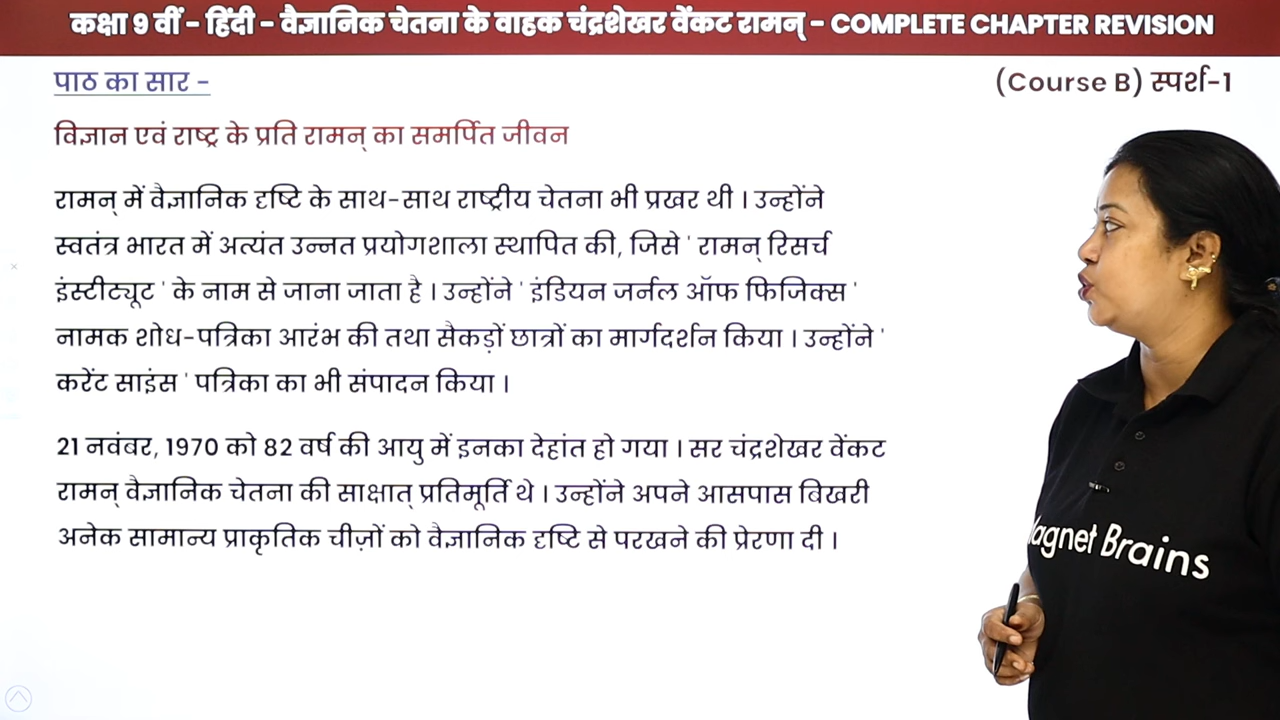 कक्षा 9 वीं – हिंदी – वैज्ञानिक चेतना के वाहक चंद्रशेखर वेंकट रामन् – COMPLETE CHAPTER REVISION
पाठ का सार –
(Course B) स्पर्श-1
विज्ञान एवं राष्ट्र के प्रति रामन् का समर्पित जीवन
रामन् में वैज्ञानिक दृष्टि के साथ-साथ राष्ट्रीय चेतना भी प्रखर थी । उन्होंने
स्वतंत्र भारत में अत्यंत उन्नत प्रयोगशाला स्थापित की, जिसे ' रामन् रिसर्च
इंस्टीट्यूट ' के नाम से जाना जाता है । उन्होंने ' इंडियन जर्नल ऑफ फिजिक्स '
नामक शोध-पत्रिका आरंभ की तथा सैकड़ों छात्रों का मार्गदर्शन किया । उन्होंने '
करेंट साइंस ' पत्रिका का भी संपादन किया ।
21 नवंबर, 1970 को 82 वर्ष की आयु में इनका देहांत हो गया । सर चंद्रशेखर वेंकट
रामन् वैज्ञानिक चेतना की साक्षात् प्रतिमूर्ति थे । उन्होंने अपने आसपास बिखरी
अनेक सामान्य प्राकृतिक चीज़ों को वैज्ञानिक दृष्टि से परखने की प्रेरणा दी ।
Magnet Brains